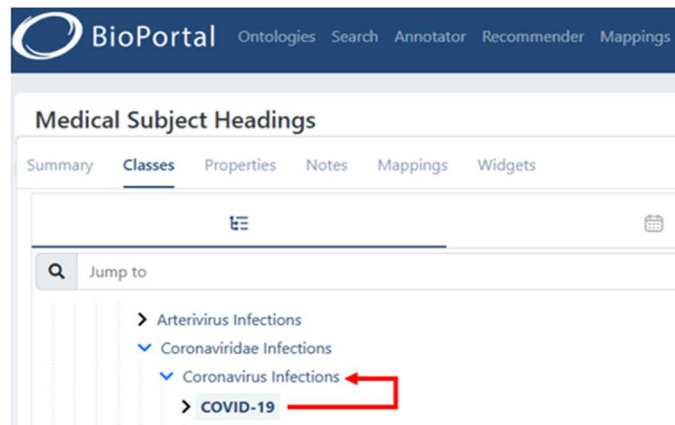 BioPortal Ontologies Search Annotator Recommender Mappings
Medical Subject Headings
Summary Classes Properties Notes Mappings Widgets
Jump to
Arterivirus Infections
Coronaviridae Infections
Coronavirus Infections
COVID-19